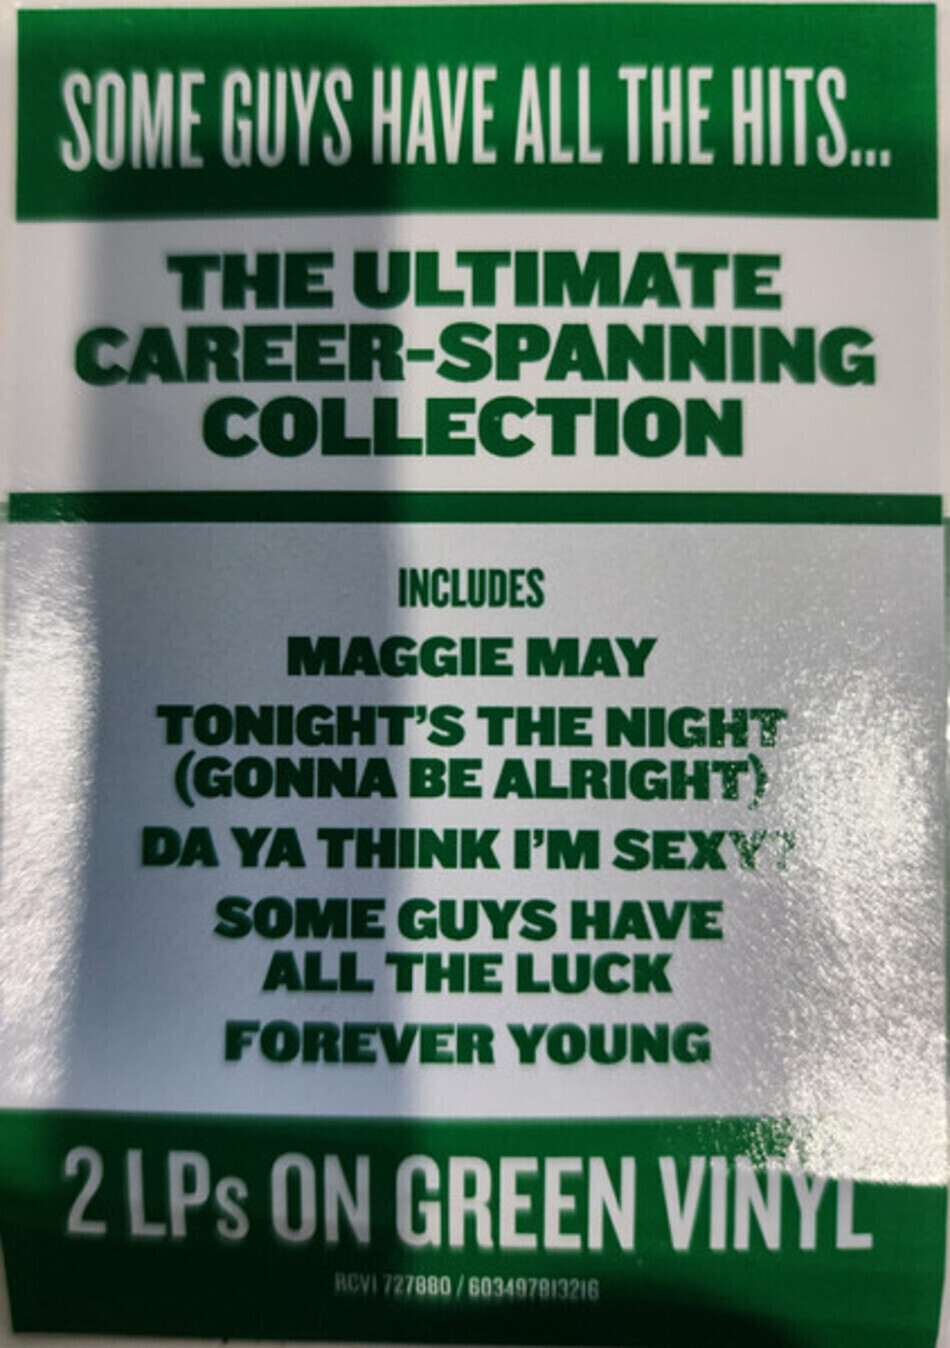 SOME GUYS HAVE ALL THE HITS...
THE ULTIMATE
CAREER-SPANNING
COLLECTION
INCLUDES
MAGGIE MAY
TONIGHT'S THE NIGHT
(GONNA BE ALRIGHT)
DA YA THINK I'M SEXY?
SOME GUYS HAVE
ALL THE LUCK
FOREVER YOUNG
2 LPs ON GREEN VINYL
RCV1 727880 / 603497813216